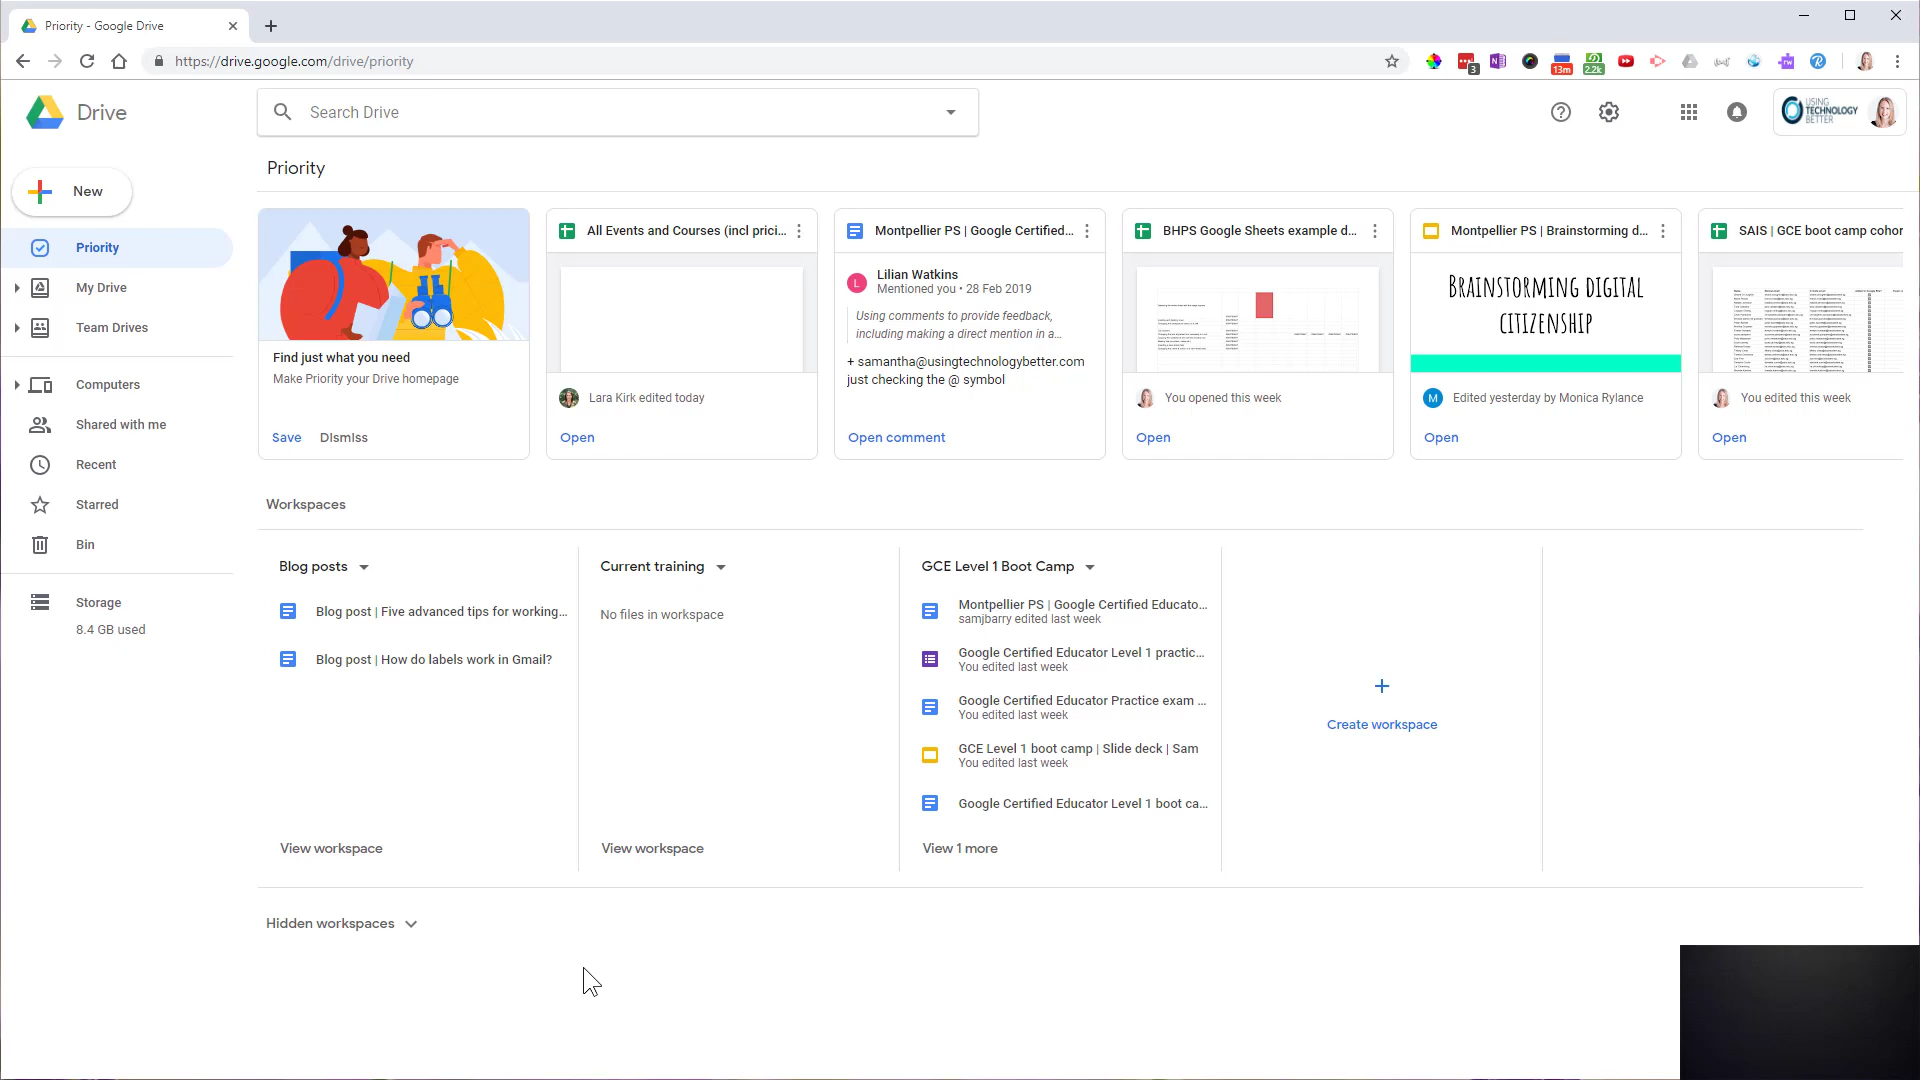 Priority - Google Drive
https://drive.google.com/drive/priority
3
13m
2.2k
Drive
Search Drive
USING
TECHNOLOGY
BETTER
New
Priority
My Drive
Team Drives
Computers
Shared with me
Recent
Starred
Bin
Storage
8.4 GB used
Priority
Find just what you need
Make Priority your Drive homepage
Save
Dismiss
All Events and Courses (incl prici...
Lara Kirk edited today
Open
Montpellier PS | Google Certified...
L
Lilian Watkins
Mentioned you • 28 Feb 2019
Using comments to provide feedback,
including making a direct mention in a...
+ samantha@usingtechnologybetter.com
just checking the @ symbol
Open comment
BHPS Google Sheets example d...
You opened this week
Open
Montpellier PS | Brainstorming d...
BRAINSTORMING DIGITAL
CITIZENSHIP
M
Edited yesterday by Monica Rylance
Open
SAIS | GCE boot camp cohor
You edited this week
Open
Workspaces
Blog posts
Blog post | Five advanced tips for working...
Blog post | How do labels work in Gmail?
View workspace
Current training
No files in workspace
View workspace
GCE Level 1 Boot Camp
Montpellier PS | Google Certified Educato...
samjbarry edited last week
Google Certified Educator Level 1 practic...
You edited last week
Google Certified Educator Practice exam ...
You edited last week
GCE Level 1 boot camp | Slide deck | Sam
You edited last week
Google Certified Educator Level 1 boot ca...
View 1 more
Create workspace
Hidden workspaces